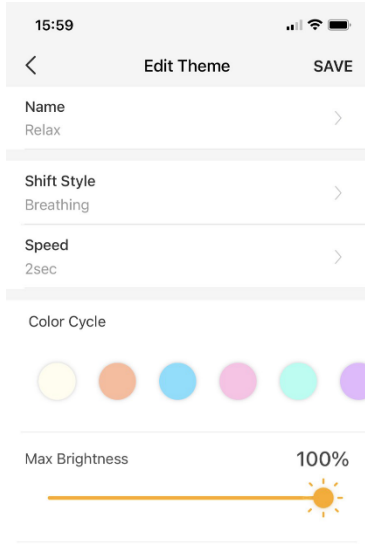 15:59
Edit Theme
SAVE
Name
Relax
Shift Style
Breathing
Speed
2sec
Color Cycle
Max Brightness
100%